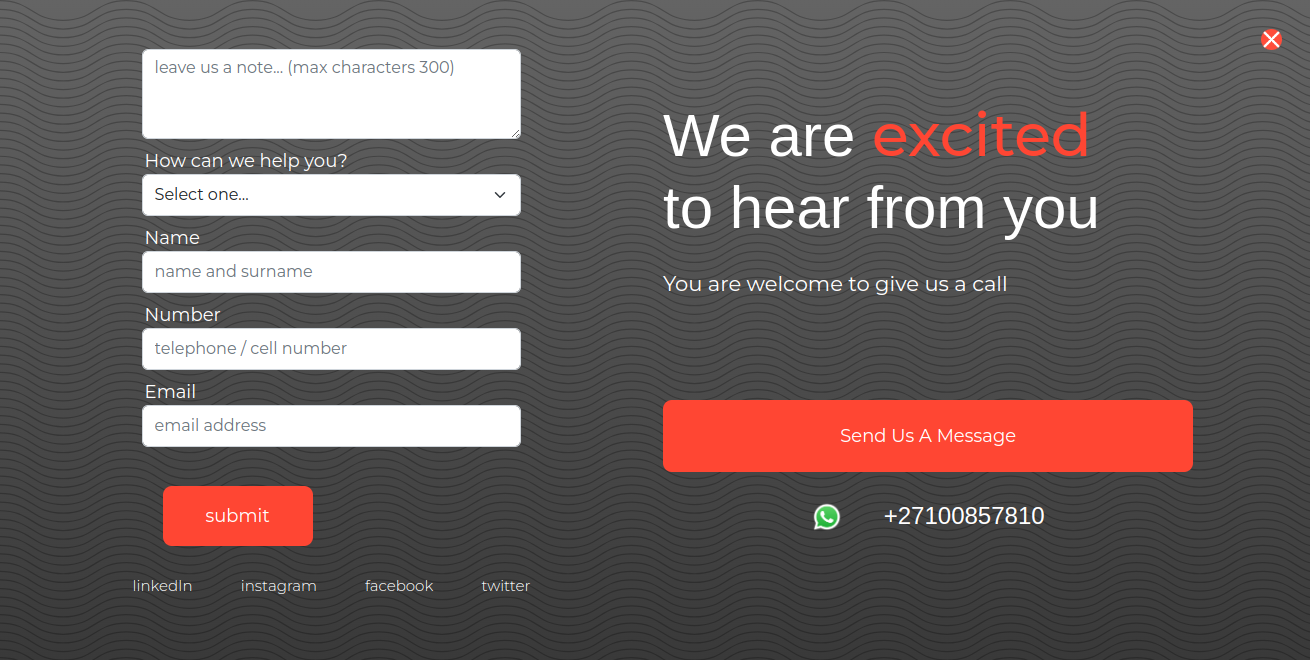 leave us a note... (max characters 300)
How can we help you?
Select one...
Name
name and surname
Number
telephone / cell number
Email
email address
submit
linkedIn instagram facebook twitter
We are excited
to hear from you
You are welcome to give us a call
Send Us A Message
+27100857810